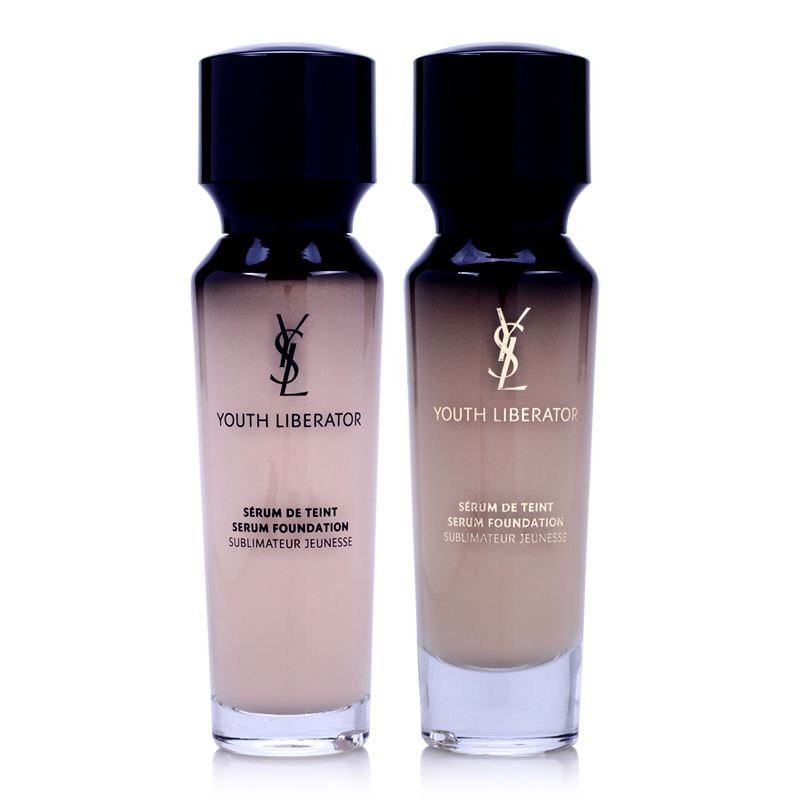 YSL
YOUTH LIBERATOR
SÉRUM DE TEINT
SERUM FOUNDATION
SUBLIMATEUR JEUNESSE
YSL
YOUTH LIBERATOR
SÉRUM DE TEINT
SERUM FOUNDATION
SUBLIMATEUR JEUNESSE